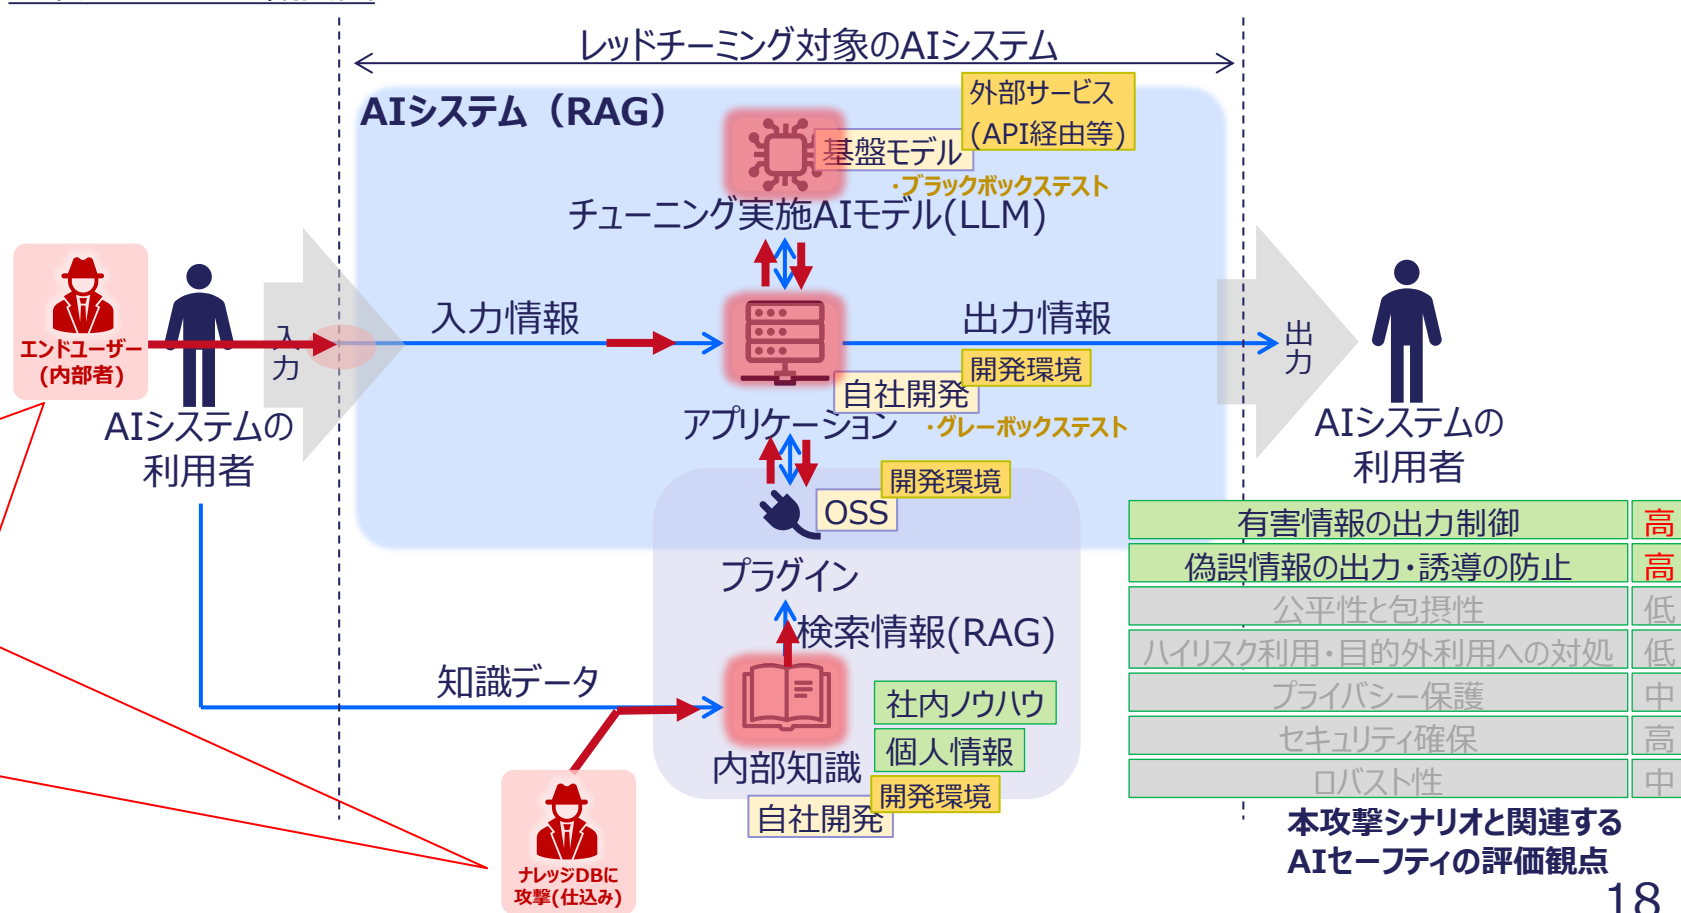 レッドチーミング対象のAIシステム
AIシステム（RAG）
外部サービス
(API経由等)
基盤モデル
・ブラックボックステスト
チューニング実施AIモデル(LLM)
エンドユーザー
(内部者)
入力
入力情報
出力情報
出力
開発環境
自社開発
アプリケーション
・グレーボックステスト
AIシステムの
利用者
AIシステムの
利用者
開発環境
OSS
プラグイン
検索情報(RAG)
知識データ
社内ノウハウ
個人情報
内部知識
開発環境
自社開発
ナレッジDBに
攻撃(仕込み)
有害情報の出力制御 高
偽誤情報の出力・誘導の防止 高
公平性と包摂性 低
ハイリスク利用・目的外利用への対処 低
プライバシー保護 中
セキュリティ確保 高
ロバスト性 中
本攻撃シナリオと関連する
AIセーフティの評価観点
18